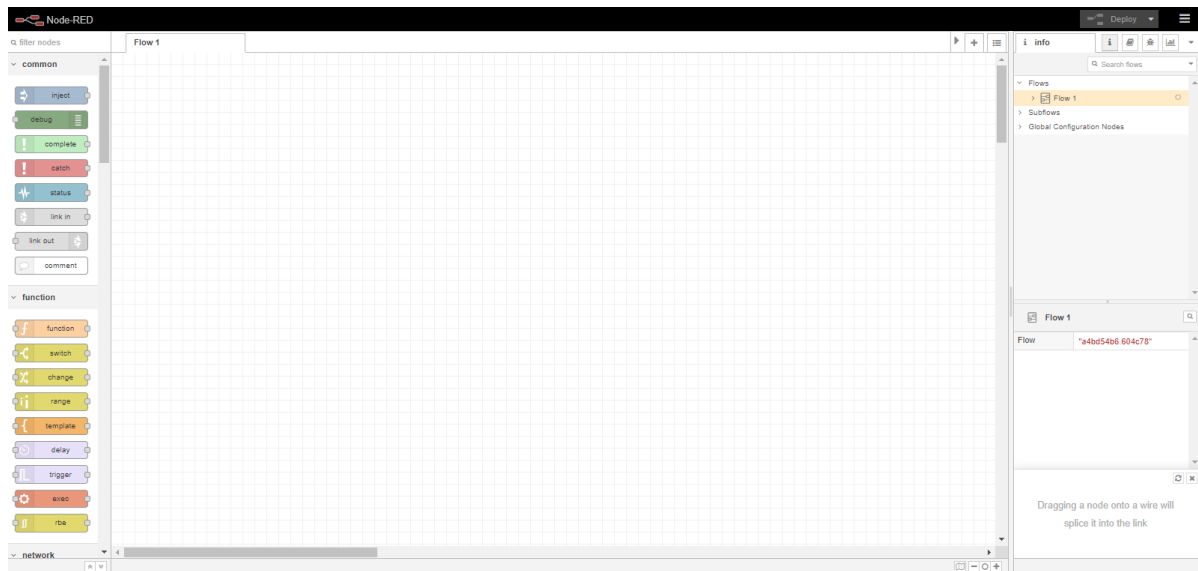 Node-RED
Deploy
filter nodes
Flow 1
info
common
Search flows
Flows
Flow 1
Subflows
Global Configuration Nodes
inject
debug
complete
catch
status
link in
link out
comment
function
function
switch
change
range
template
delay
trigger
exec
rbe
network
Flow 1
Flow
"a4bd54b6.604c78"
Dragging a node onto a wire will
splice it into the link